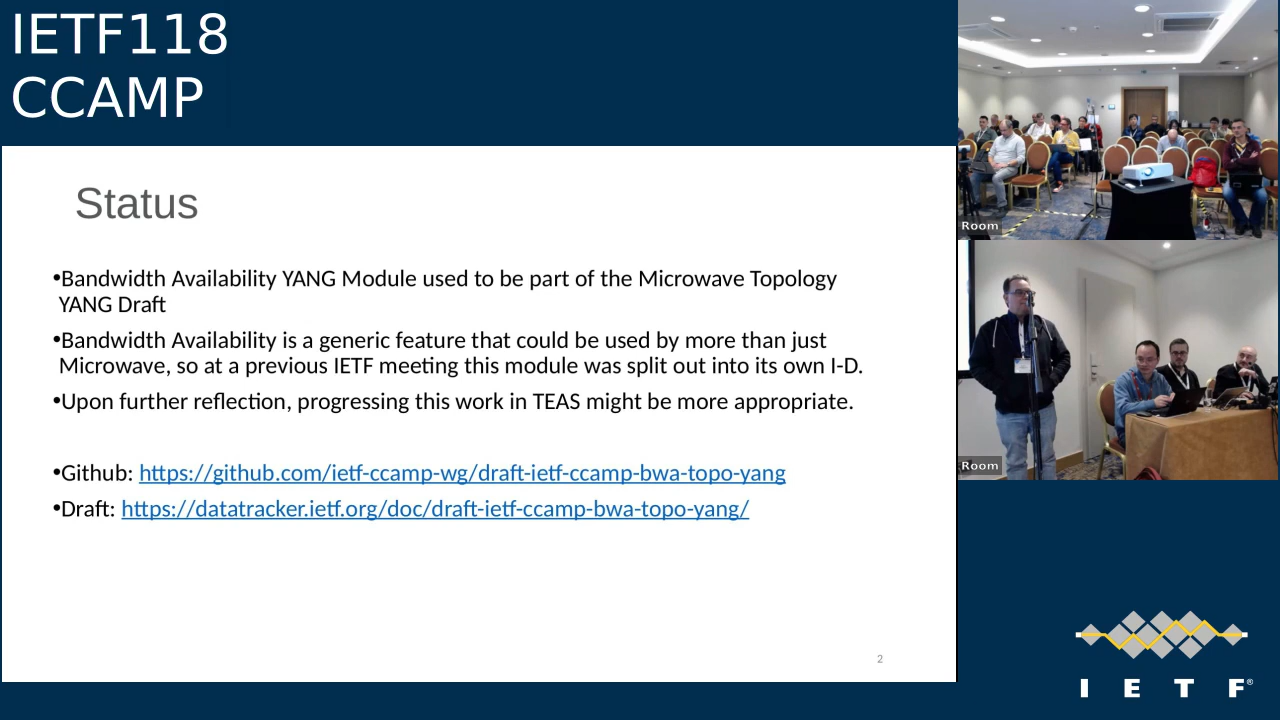 IETF118
CCAMP
Status
•Bandwidth Availability YANG Module used to be part of the Microwave Topology
YANG Draft
•Bandwidth Availability is a generic feature that could be used by more than just
Microwave, so at a previous IETF meeting this module was split out into its own I-D.
•Upon further reflection, progressing this work in TEAS might be more appropriate.
•Github: https://github.com/ietf-ccamp-wg/draft-ietf-ccamp-bwa-topo-yang
•Draft: https://datatracker.ietf.org/doc/draft-ietf-ccamp-bwa-topo-yang/
2
Room
Room
I E T F®